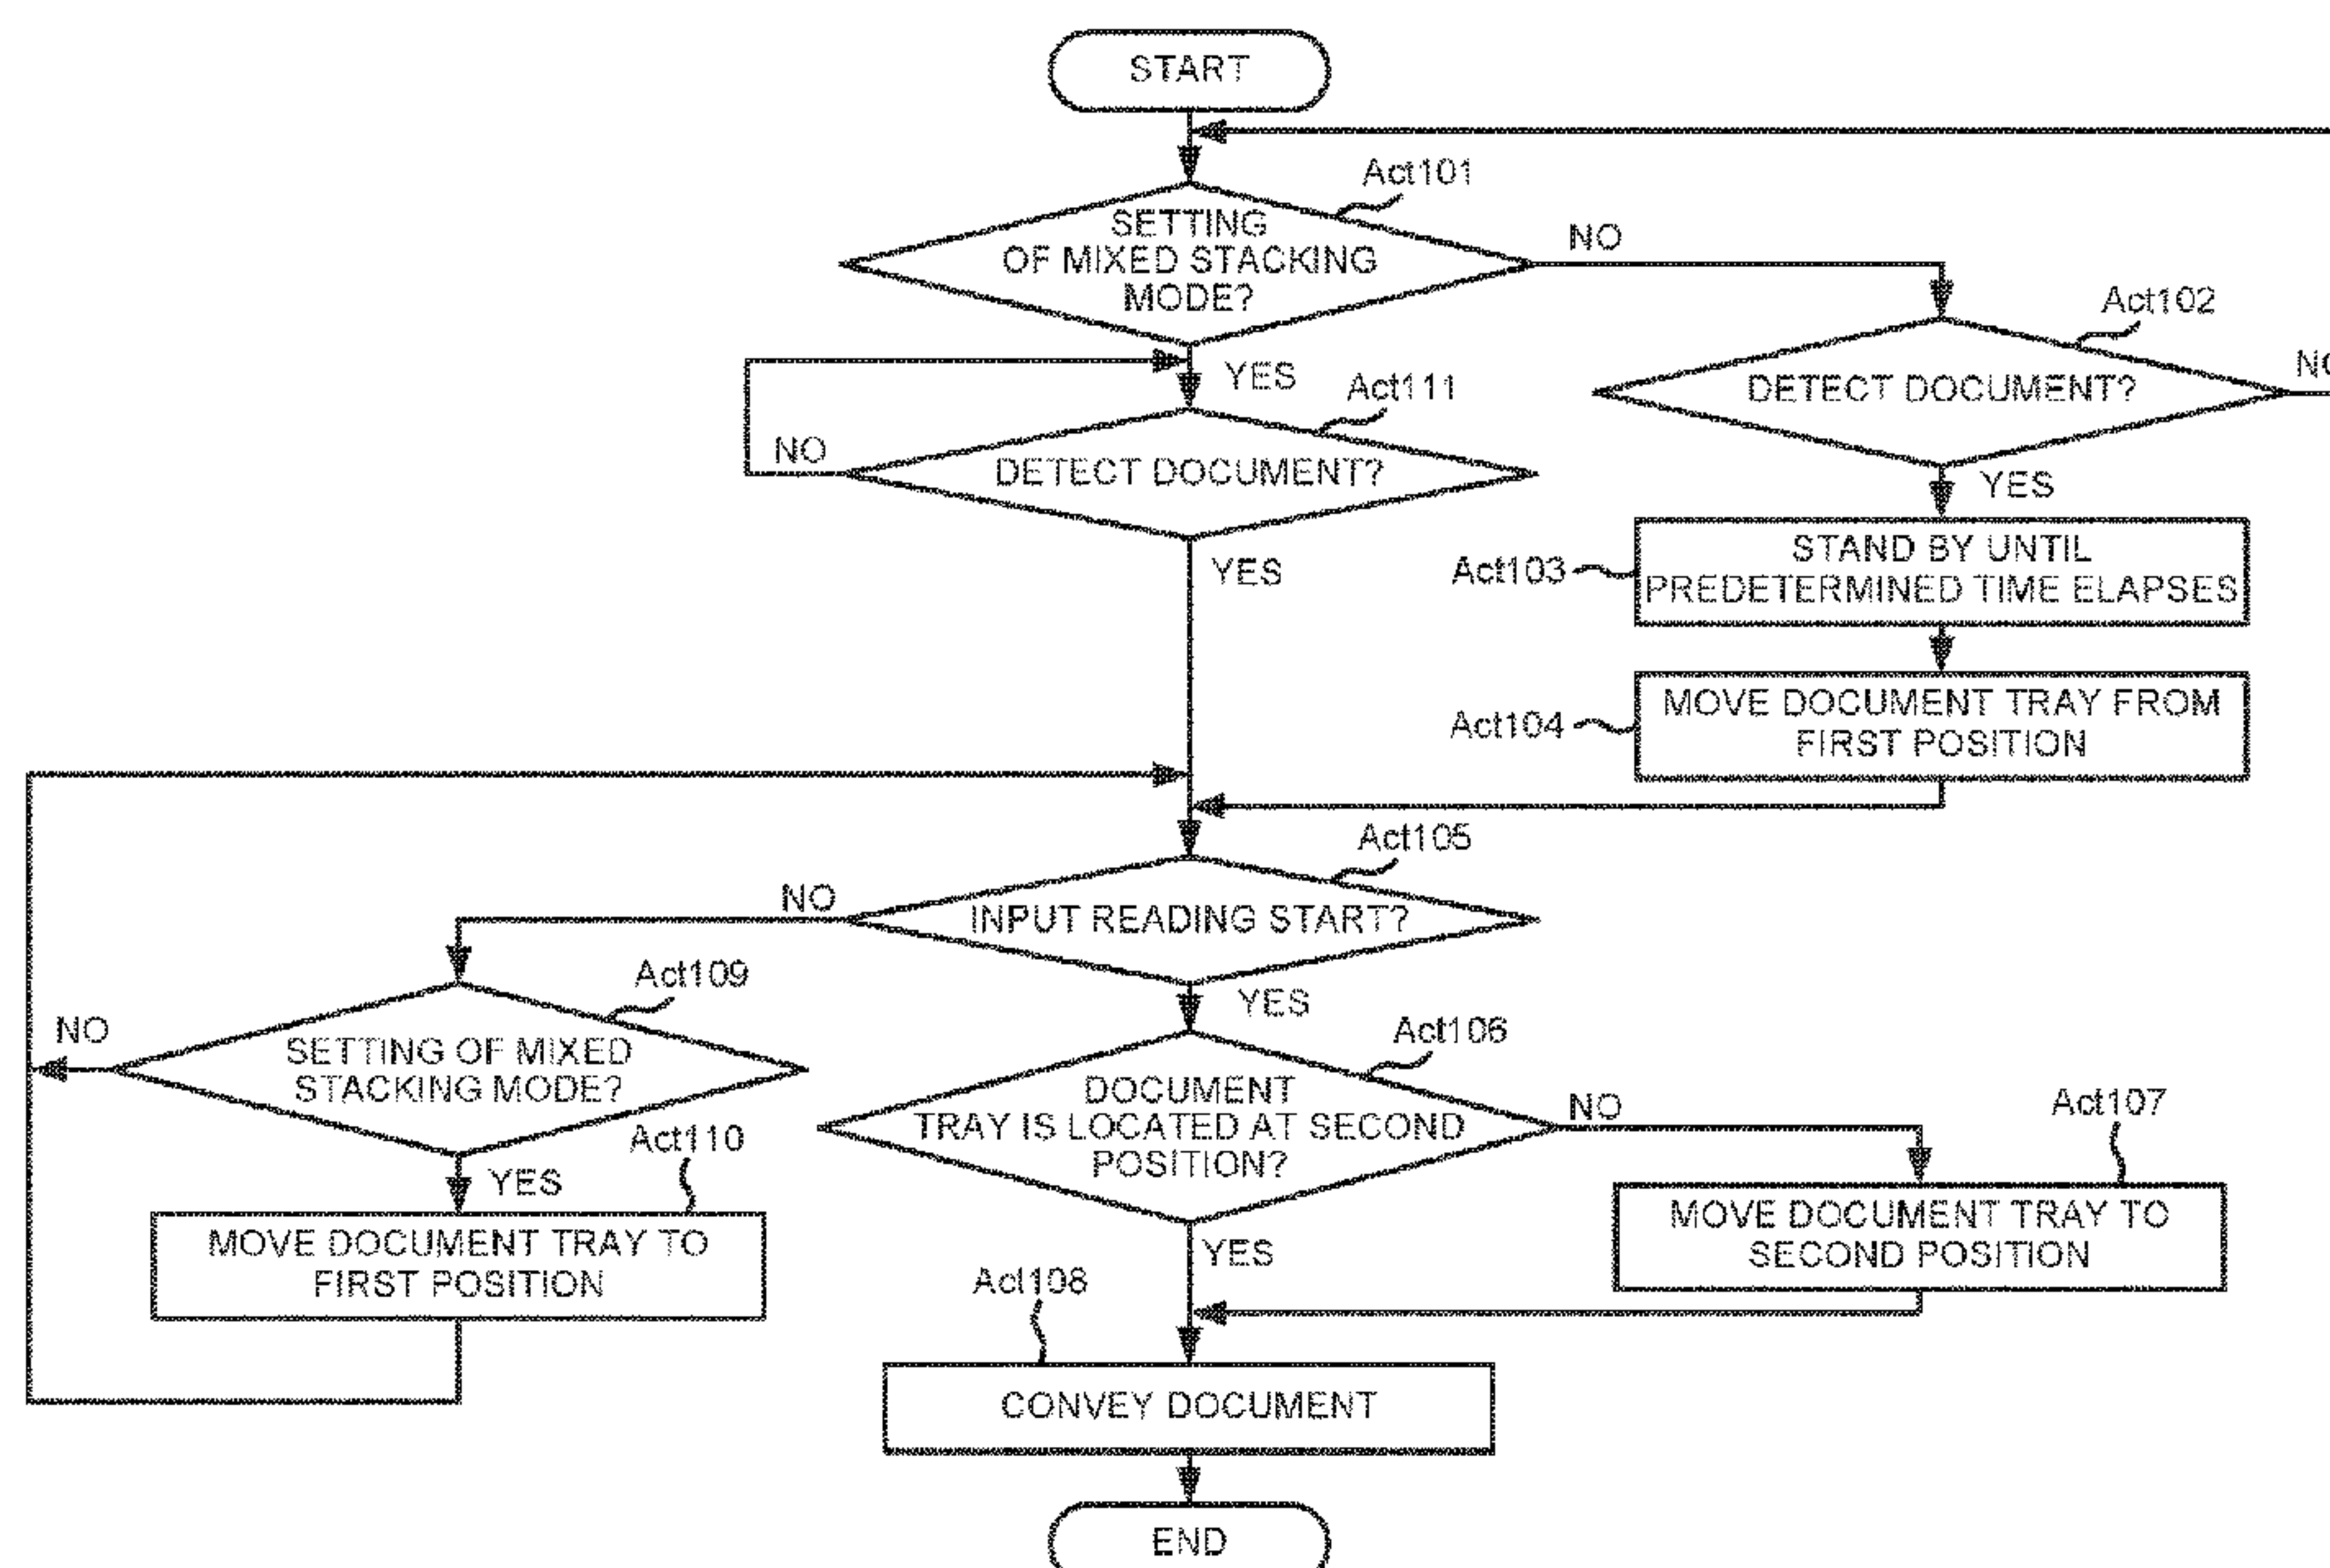 START
Act101
SETTING
OF MIXED STACKING
MODE?
NO
YES
Act102
DETECT DOCUMENT?
YES
Act111
DETECT DOCUMENT?
NO
YES
Act103
STAND BY UNTIL
PREDETERMINED TIME ELAPSES
Act104
MOVE DOCUMENT TRAY FROM
FIRST POSITION
Act105
INPUT READING START?
NO
YES
Act109
SETTING OF MIXED
STACKING MODE?
NO
YES
Act110
MOVE DOCUMENT TRAY TO
FIRST POSITION
Act106
DOCUMENT
TRAY IS LOCATED AT SECOND
POSITION?
NO
YES
Act107
MOVE DOCUMENT TRAY TO
SECOND POSITION
Act108
CONVEY DOCUMENT
END